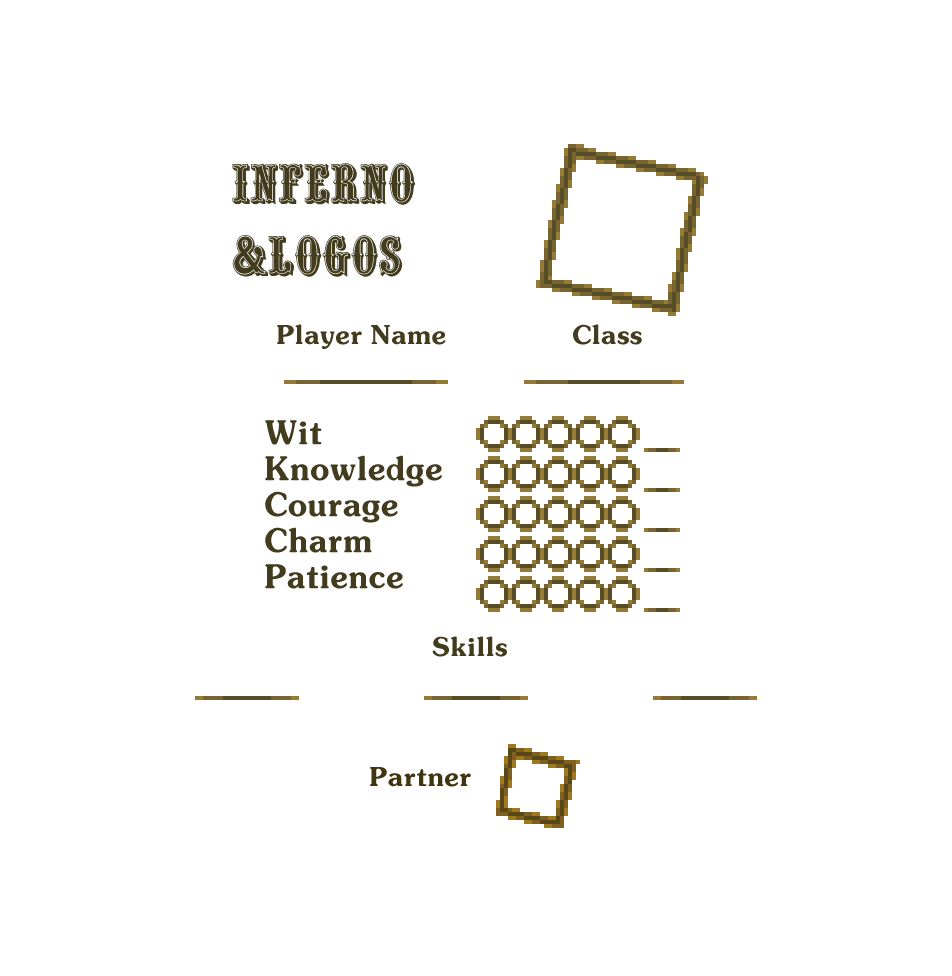 INFERNO
&LOGOS
Player Name
Class
Wit
Knowledge
Courage
Charm
Patience
Skills
Partner